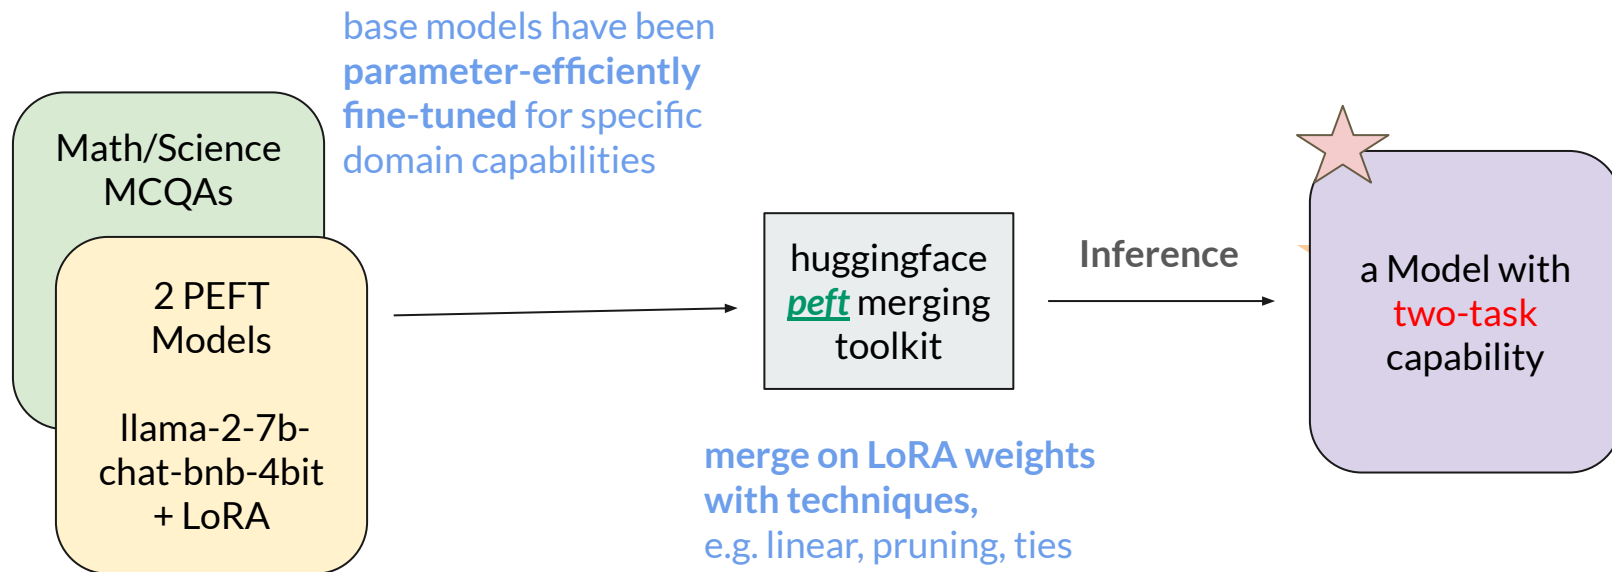 base models have been
parameter-efficiently
fine-tuned for specific
domain capabilities
Math/Science
MCQAs
2 PEFT
Models
llama-2-7b-
chat-bnb-4bit
+ LoRA
huggingface
peft merging
toolkit
merge on LoRA weights
with techniques,
e.g. linear, pruning, ties
Inference
a Model with
two-task
capability